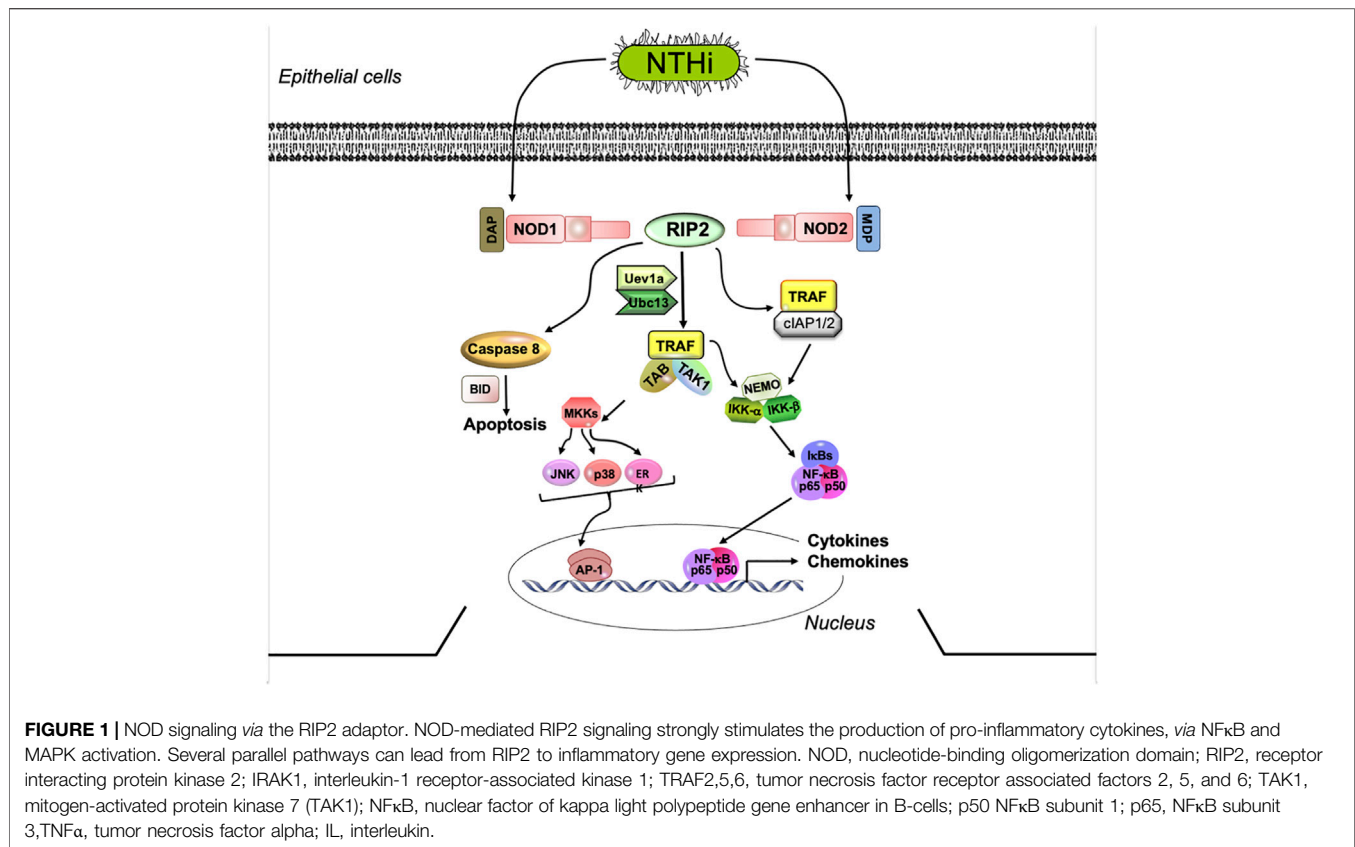 NTHi
Epithelial cells
DAP
NOD1
RIP2
NOD2
MDP
Uev1a
Ubc13
TRAF
cIAP1/2
Caspase 8
TRAF
TAB
TAK1
NEMO
IKK-α
IKK-β
BID
Apoptosis
MKKs
IκBs
NF-κB
p65
p50
JNK
p38
ER
K
Cytokines
Chemokines
AP-1
NF-κB
p65
p50
Nucleus
FIGURE 1 | NOD signaling via the RIP2 adaptor. NOD-mediated RIP2 signaling strongly stimulates the production of pro-inflammatory cytokines, via NFκB and
MAPK activation. Several parallel pathways can lead from RIP2 to inflammatory gene expression. NOD, nucleotide-binding oligomerization domain; RIP2, receptor
interacting protein kinase 2; IRAK1, interleukin-1 receptor-associated kinase 1; TRAF2,5,6, tumor necrosis factor receptor associated factors 2, 5, and 6; TAK1,
mitogen-activated protein kinase 7 (TAK1); NFκB, nuclear factor of kappa light polypeptide gene enhancer in B-cells; p50 NFκB subunit 1; p65, NFκB subunit
3,TNFα, tumor necrosis factor alpha; IL, interleukin.